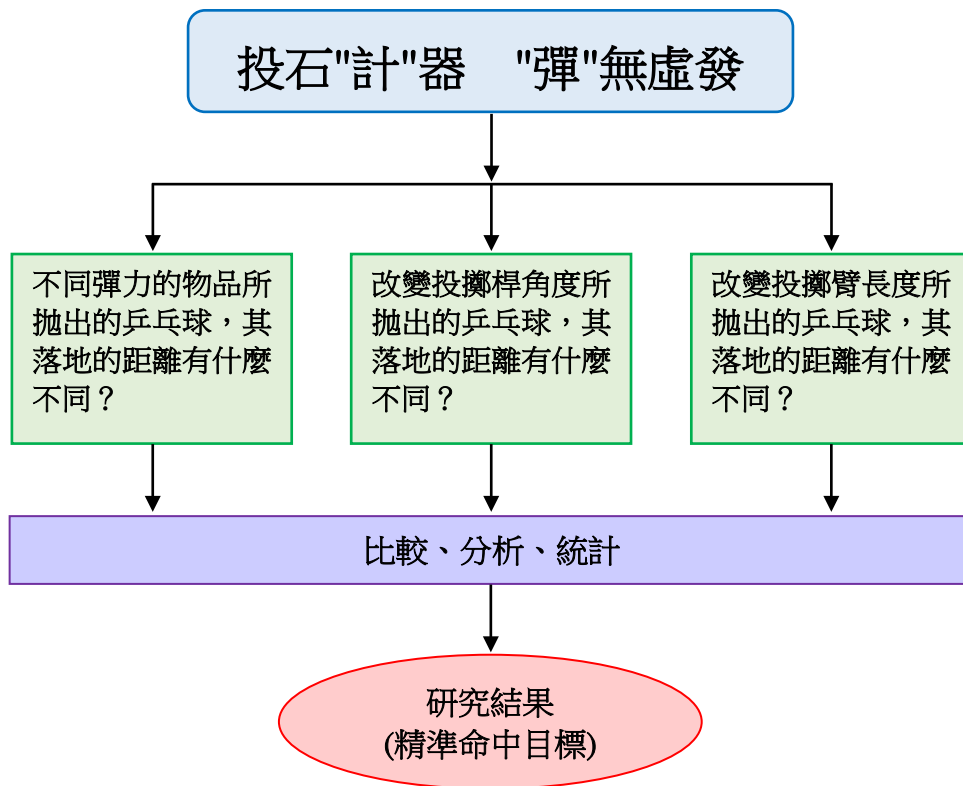 投石"計"器　"彈"無虛發
不同彈力的物品所
拋出的乒乓球，其
落地的距離有什麼
不同？
改變投擲桿角度所
拋出的乒乓球，其
落地的距離有什麼
不同？
改變投擲臂長度所
拋出的乒乓球，其
落地的距離有什麼
不同？
比較、分析、統計
研究結果
(精準命中目標)